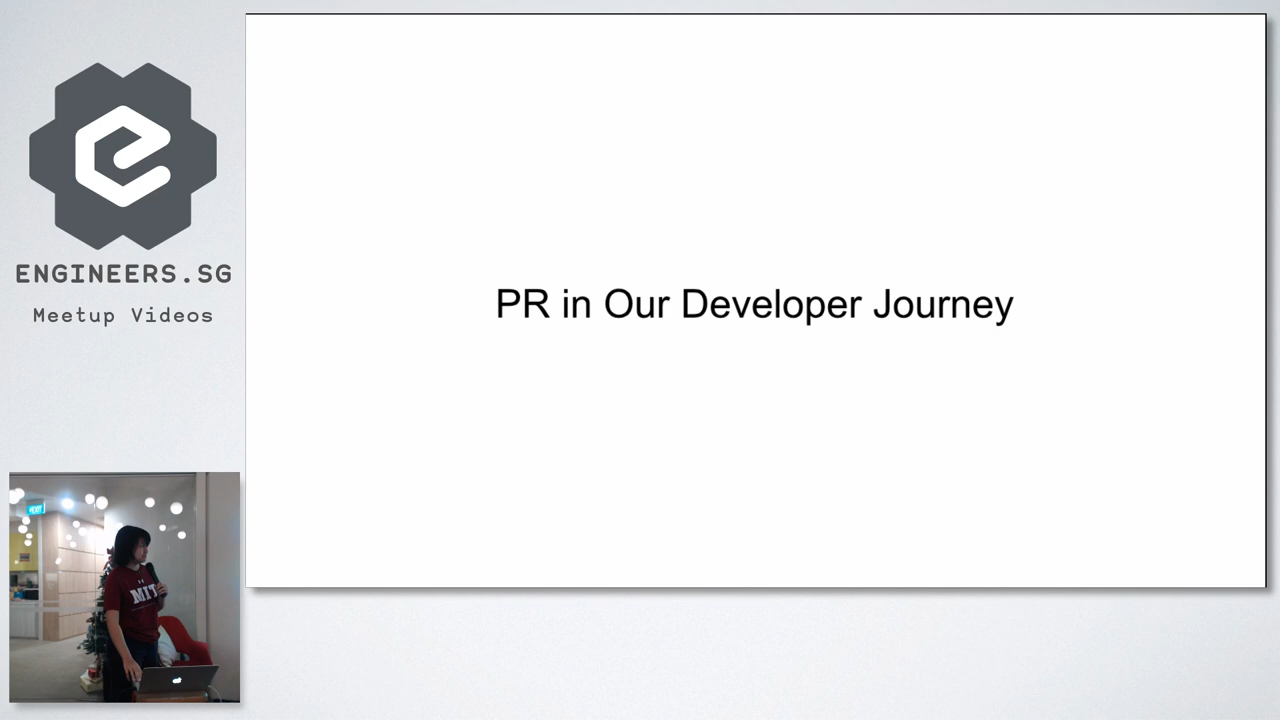 ENGINEERS.SG
Meetup Videos
PR in Our Developer Journey
EXIT
MIT